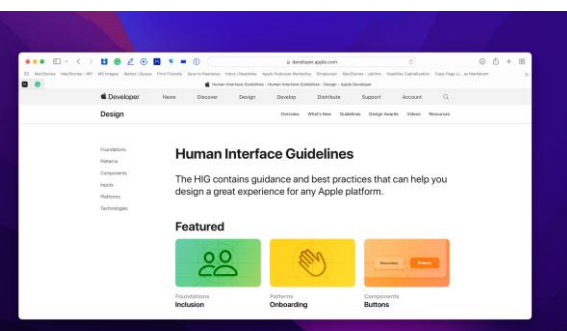 developer.apple.com
Human Interface Guidelines - Human Interface Guidelines - Design - Apple Developer
Developer News Discover Design Develop Distribute Support Account
Design Overview What's New Guidelines Design Awards Videos Resources
Foundations
Patterns
Components
Inputs
Platforms
Technologies
Human Interface Guidelines
The HIG contains guidance and best practices that can help you
design a great experience for any Apple platform.
Featured
Secondary Primary
Foundations Patterns Components
Inclusion Onboarding Buttons